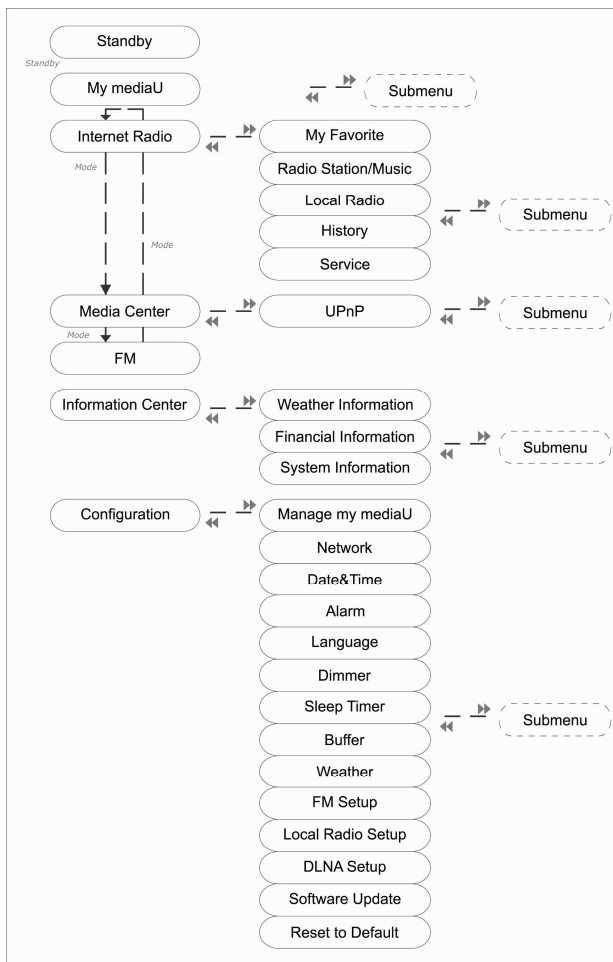 Standby
Standby
My mediaU
Submenu
Internet Radio
My Favorite
Mode
Radio Station/Music
Local Radio
Submenu
History
Mode
Service
Media Center
UPnP
Submenu
Mode
FM
Information Center
Weather Information
Financial Information
Submenu
System Information
Configuration
Manage my mediaU
Network
Date&Time
Alarm
Language
Dimmer
Sleep Timer
Submenu
Buffer
Weather
FM Setup
Local Radio Setup
DLNA Setup
Software Update
Reset to Default